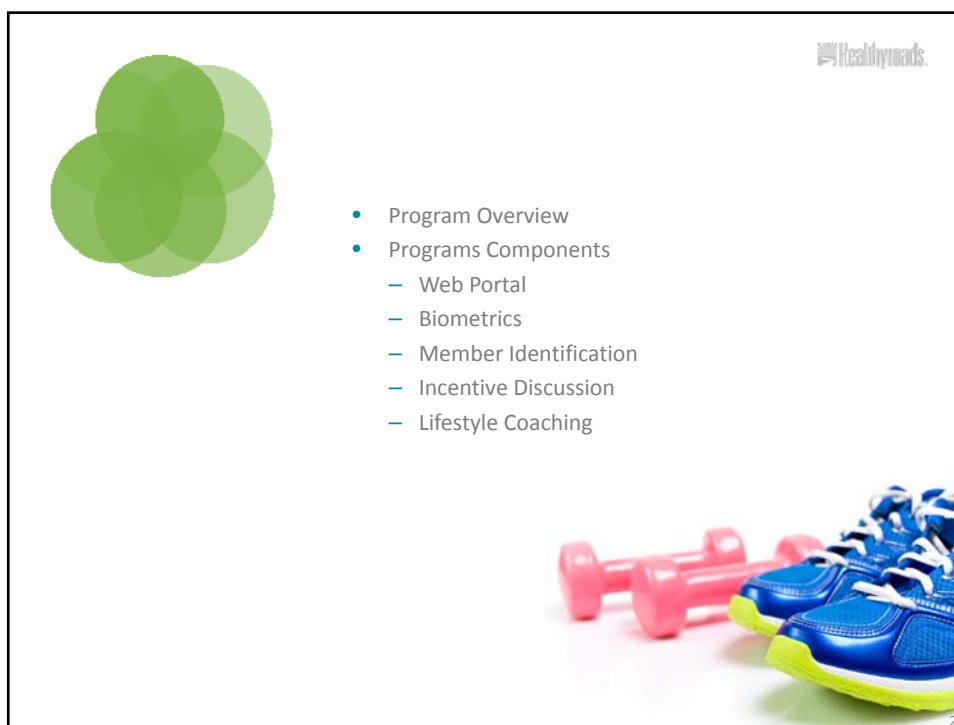 Healthyroads.
• Program Overview
• Programs Components
– Web Portal
– Biometrics
– Member Identification
– Incentive Discussion
– Lifestyle Coaching